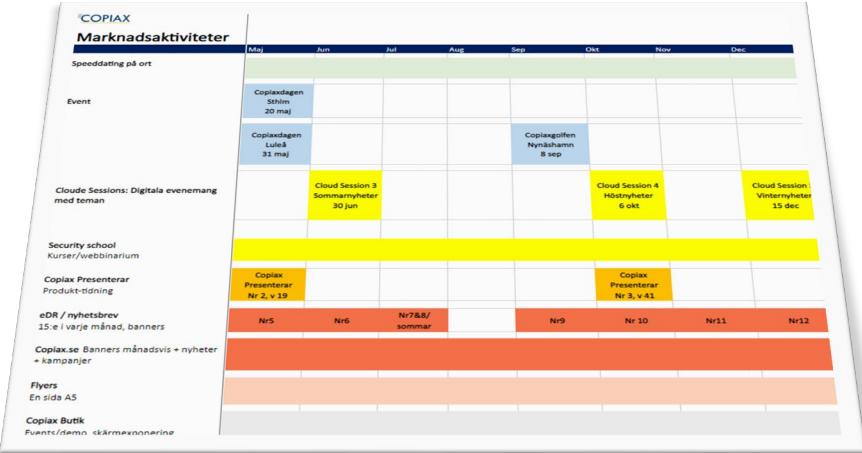 COPIAX
Marknadsaktiviteter
Maj Jun Jul Aug Sep Okt Nov Dec
Speeddating på ort
Event
Copiaxdagen
Sthlm
20 maj
Copiaxdagen
Luleå
31 maj
Copiaxgolfen
Nynäshamn
8 sep
Cloude Sessions: Digitala evenemang
med teman
Cloud Session 3
Sommarnyheter
30 jun
Cloud Session 4
Höstnyheter
6 okt
Cloud Session
Vinternyheter
15 dec
Security school
Kurser/webbinarium
Copiax Presenterar
Produkt-tidning
Copiax
Presenterar
Nr 2, v 19
Copiax
Presenterar
Nr 3, v 41
eDR / nyhetsbrev
15:e i varje månad, banners
Nr5 Nr6 Nr7&8/
sommar
Nr9 Nr 10 Nr11 Nr12
Copiax.se Banners månadsvis + nyheter
+ kampanjer
Flyers
En sida A5
Copiax Butik
Events/demo, skärmexponering